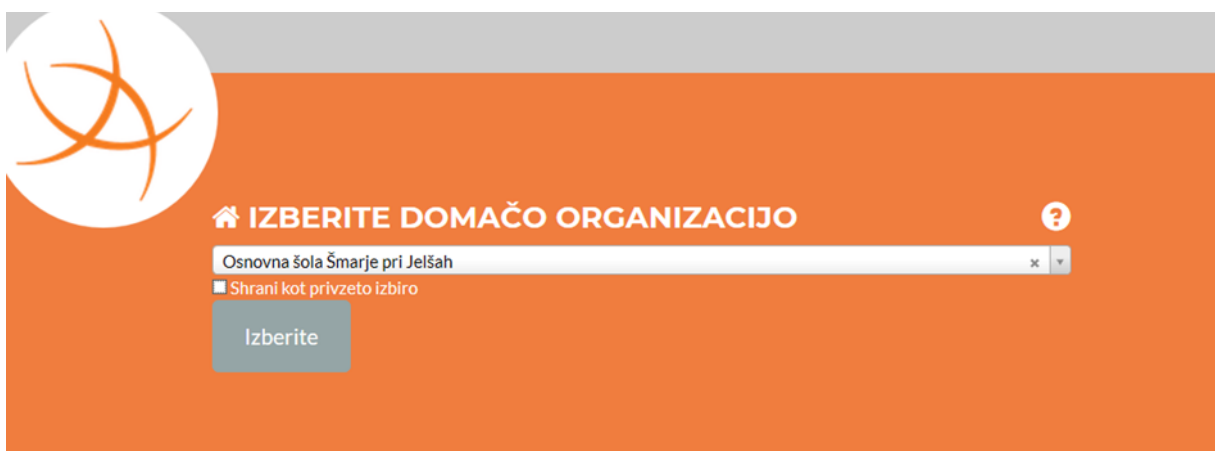 IZBERITE DOMAČO ORGANIZACIJO
Osnovna šola Šmarje pri Jelšah
Shrani kot privzeto izbiro
Izberite